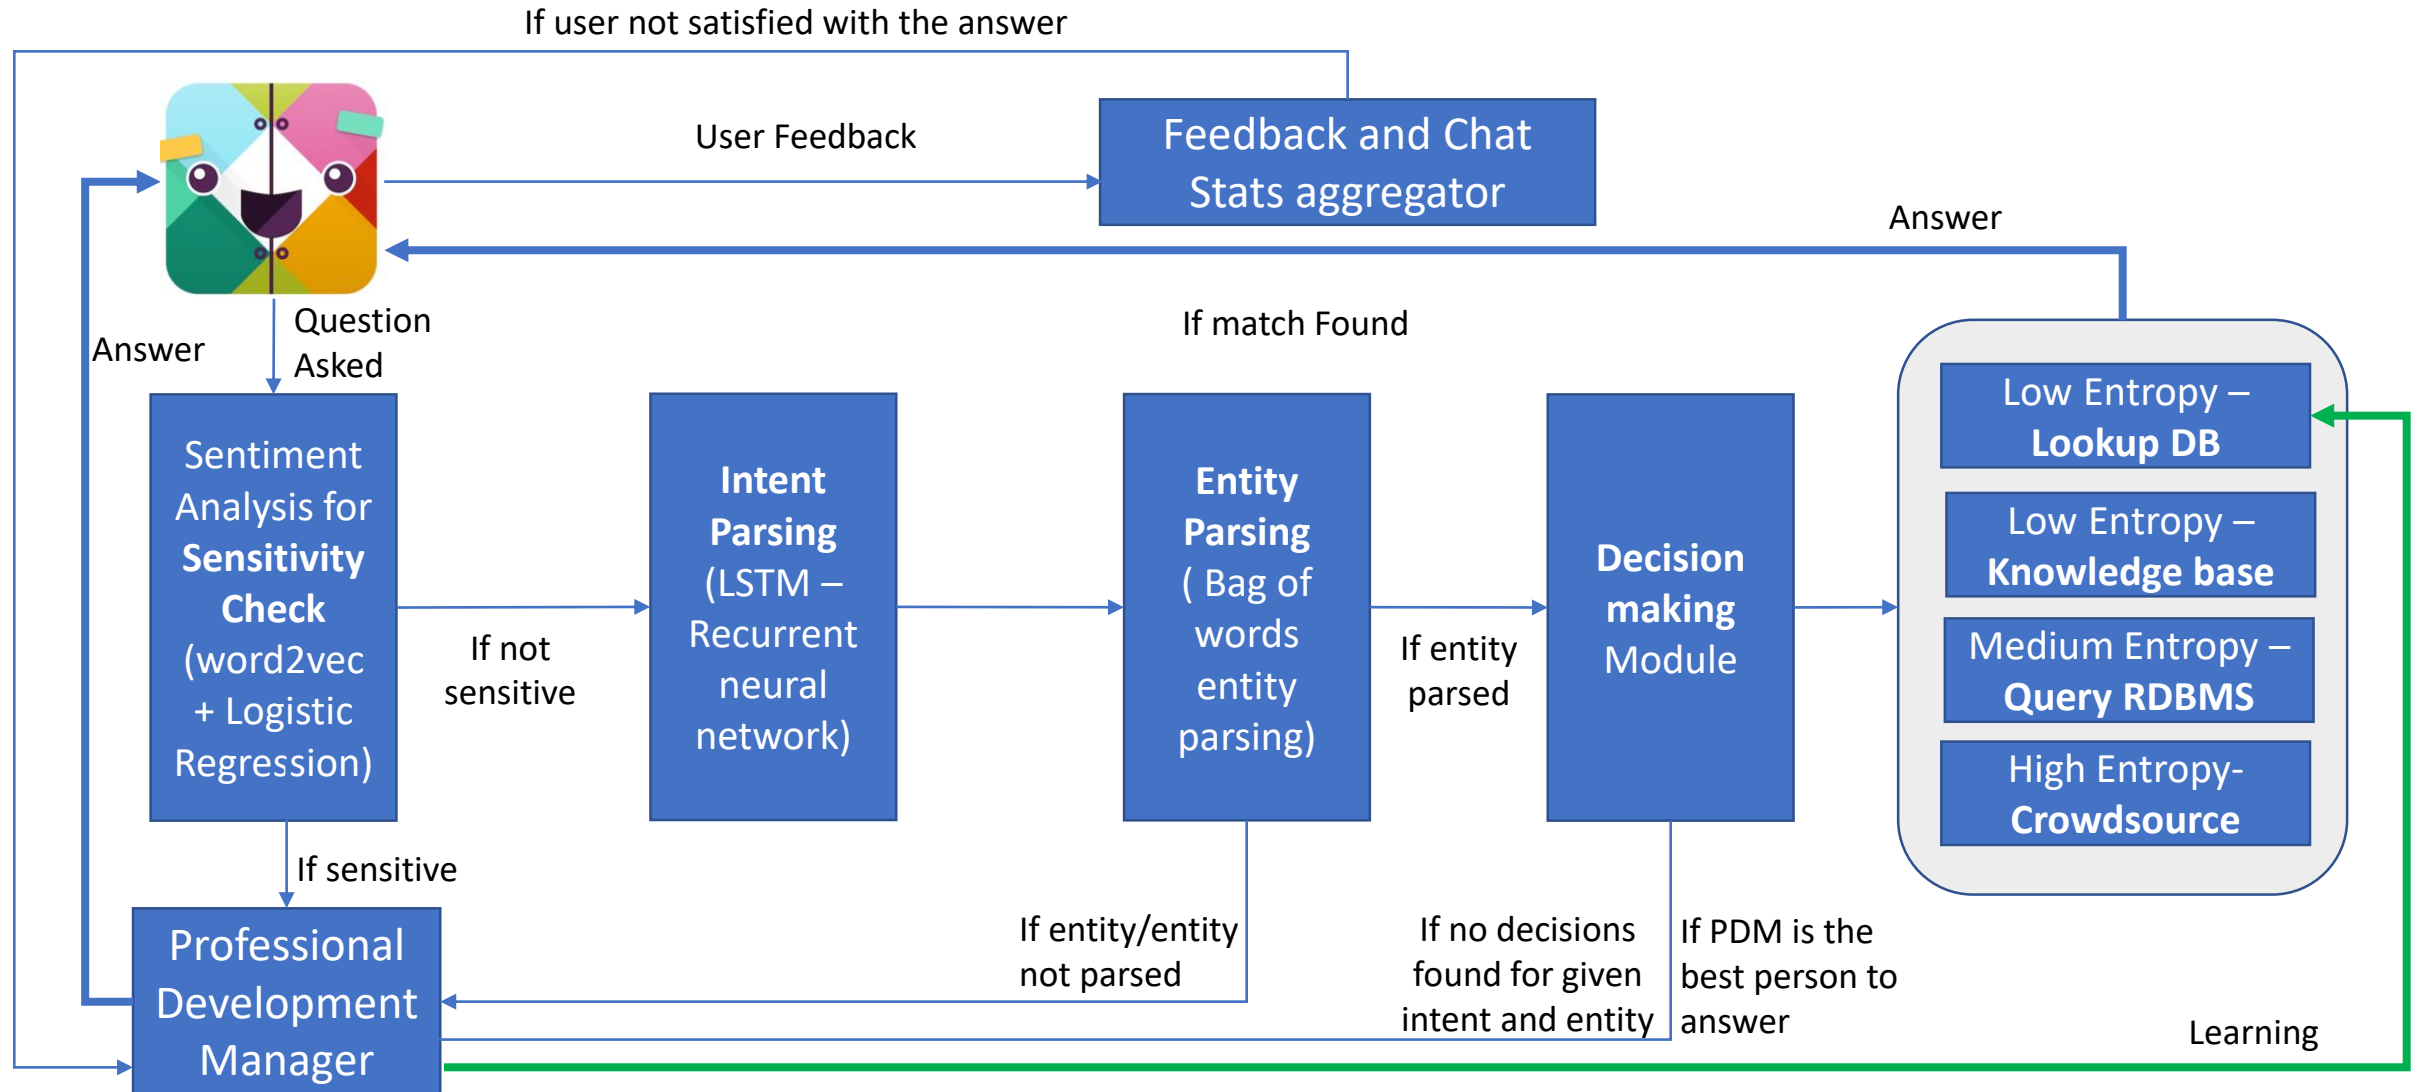 If user not satisfied with the answer
User Feedback
Feedback and Chat
Stats aggregator
Answer
Question
Asked
Answer
If match Found
Sentiment
Analysis for
Sensitivity
Check
(word2vec
+ Logistic
Regression)
If not
sensitive
Intent
Parsing
(LSTM –
Recurrent
neural
network)
Entity
Parsing
( Bag of
words
entity
parsing)
If entity
parsed
Decision
making
Module
Low Entropy –
Lookup DB
Low Entropy –
Knowledge base
Medium Entropy –
Query RDBMS
High Entropy-
Crowdsource
If sensitive
Professional
Development
Manager
If entity/entity
not parsed
If no decisions
found for given
intent and entity
If PDM is the
best person to
answer
Learning